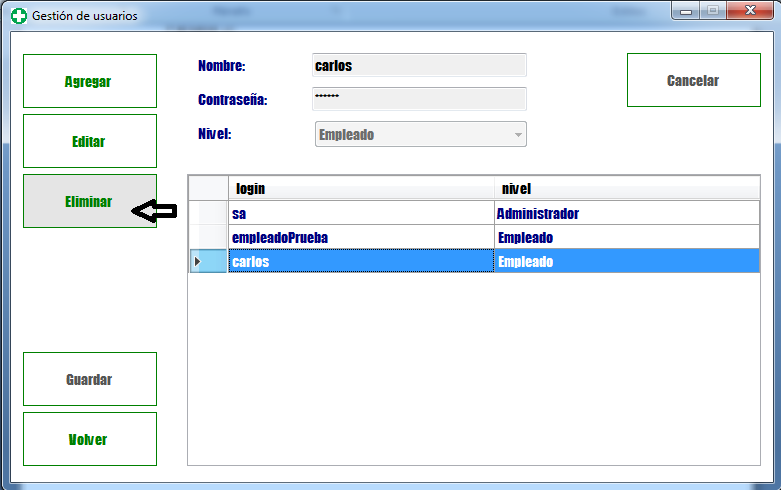 Gestión de usuarios
Agregar
Editar
Eliminar
Guardar
Volver
Nombre: carlos
Contraseña: ******
Nivel: Empleado
Cancelar
login nivel
sa Administrador
empleadoPrueba Empleado
carlos Empleado